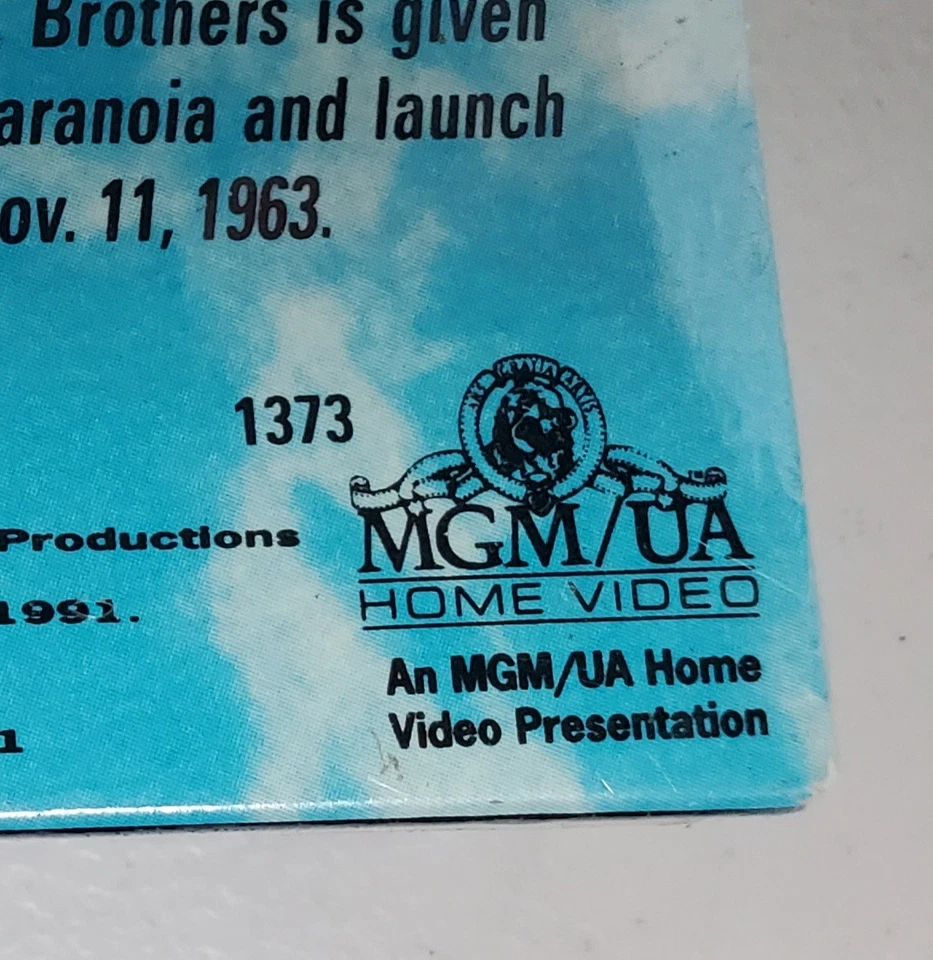 Brothers is given
aranoia and launch
ov. 11, 1963.
1373
Productions
1991.
1
MGM/UA
HOME VIDEO
An MGM/UA Home
Video Presentation